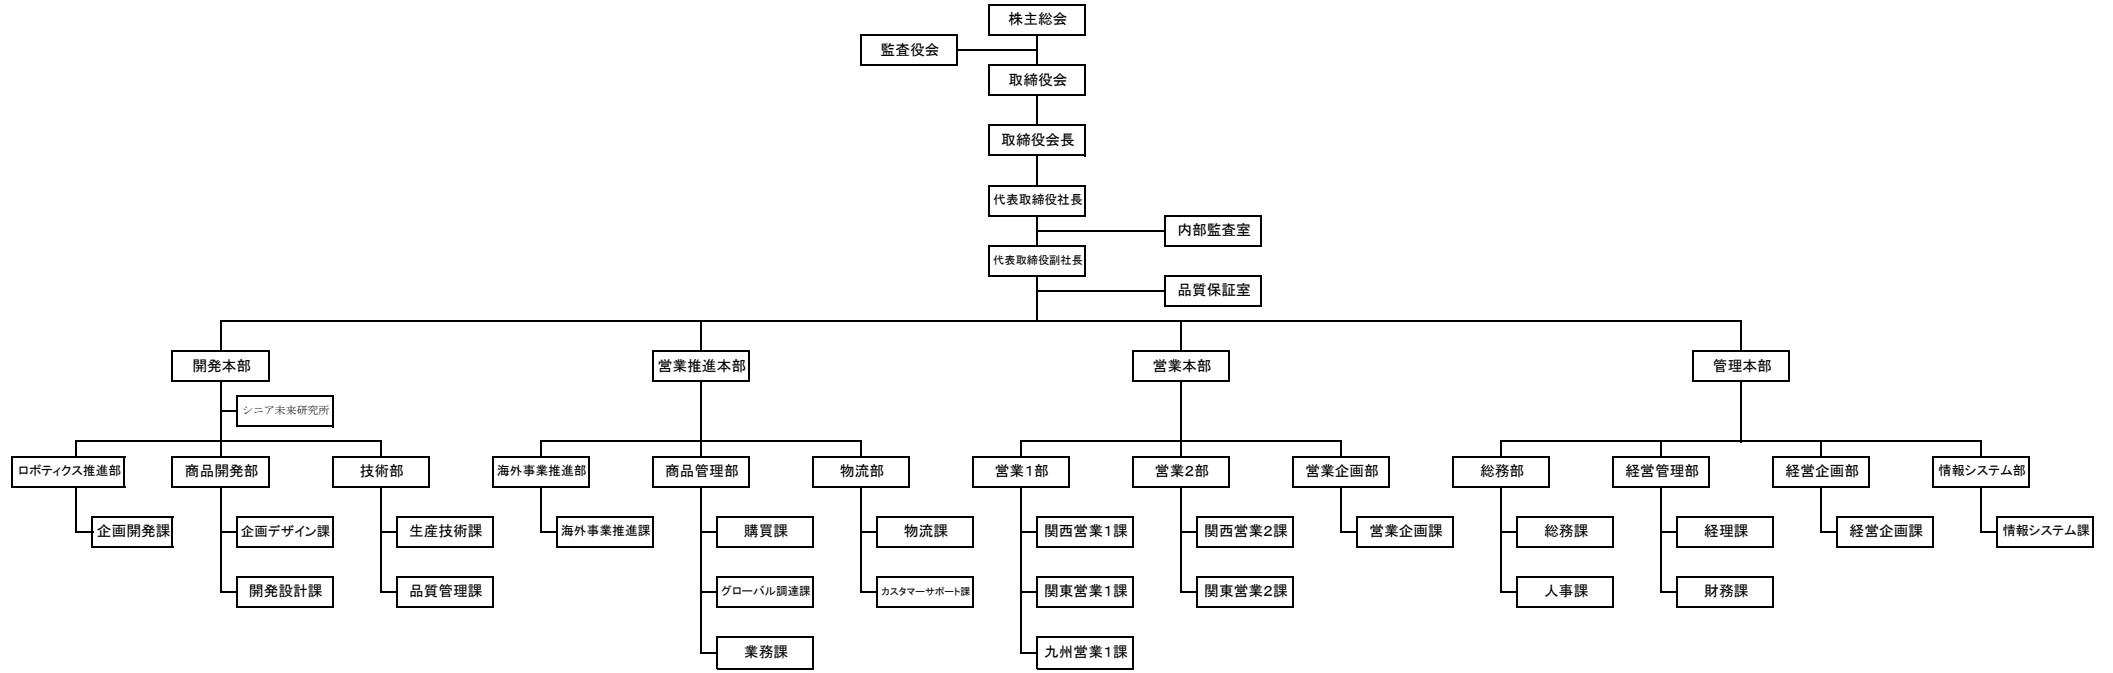 株主総会
監査役会
取締役会
取締役会長
代表取締役社長
内部監査室
代表取締役副社長
品質保証室
開発本部
営業推進本部
営業本部
管理本部
シニア未来研究所
ロボティクス推進部
商品開発部
技術部
海外事業推進部
商品管理部
物流部
営業1部
営業2部
営業企画部
総務部
経営管理部
経営企画部
情報システム部
企画開発課
企画デザイン課
生産技術課
海外事業推進課
購買課
物流課
関西営業1課
関西営業2課
営業企画課
総務課
経理課
経営企画課
情報システム課
開発設計課
品質管理課
グローバル調達課
カスタマーサポート課
関東営業1課
関東営業2課
人事課
財務課
業務課
九州営業1課